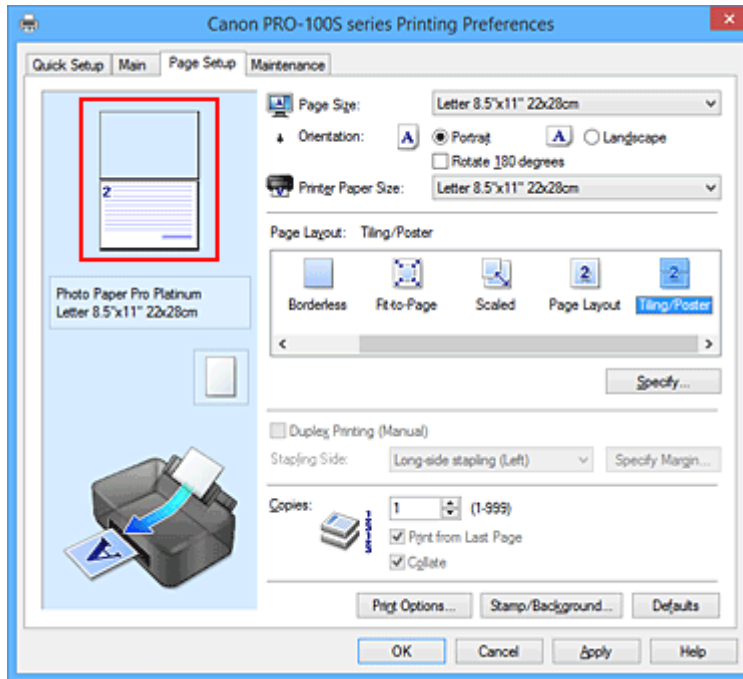 Canon PRO-100S series Printing Preferences
Quick Setup Main Page Setup Maintenance
2
Photo Paper Pro Platinum
Letter 8.5"x11" 22x28cm
A
Page Size: Letter 8.5"x11" 22x28cm
Orientation: A Portrait A Landscape
Rotate 180 degrees
Printer Paper Size: Letter 8.5"x11" 22x28cm
Page Layout: Tiling/Poster
2 2
Borderless Fit-to-Page Scaled Page Layout Tiling/Poster
Specify...
Duplex Printing (Manual)
Stapling Side: Long-side stapling (Left) Specify Margin...
Copies: 1 (1-999)
Print from Last Page
Collate
Print Options... Stamp/Background... Defaults
OK Cancel Apply Help